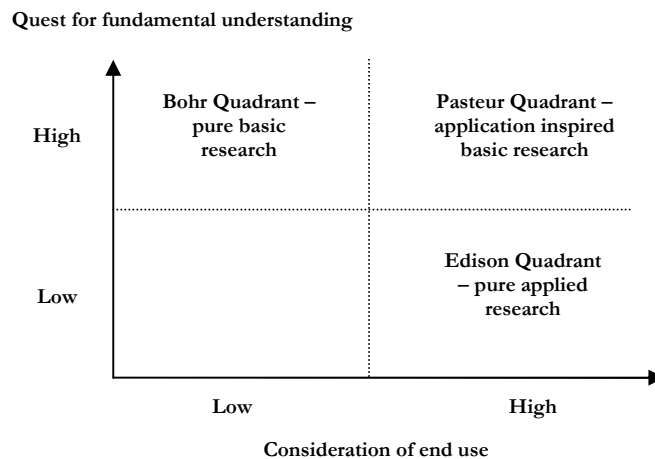 Quest for fundamental understanding
Bohr Quadrant –
pure basic
research
Pasteur Quadrant –
application inspired
basic research
High
Edison Quadrant
– pure applied
research
Low
Low
High
Consideration of end use